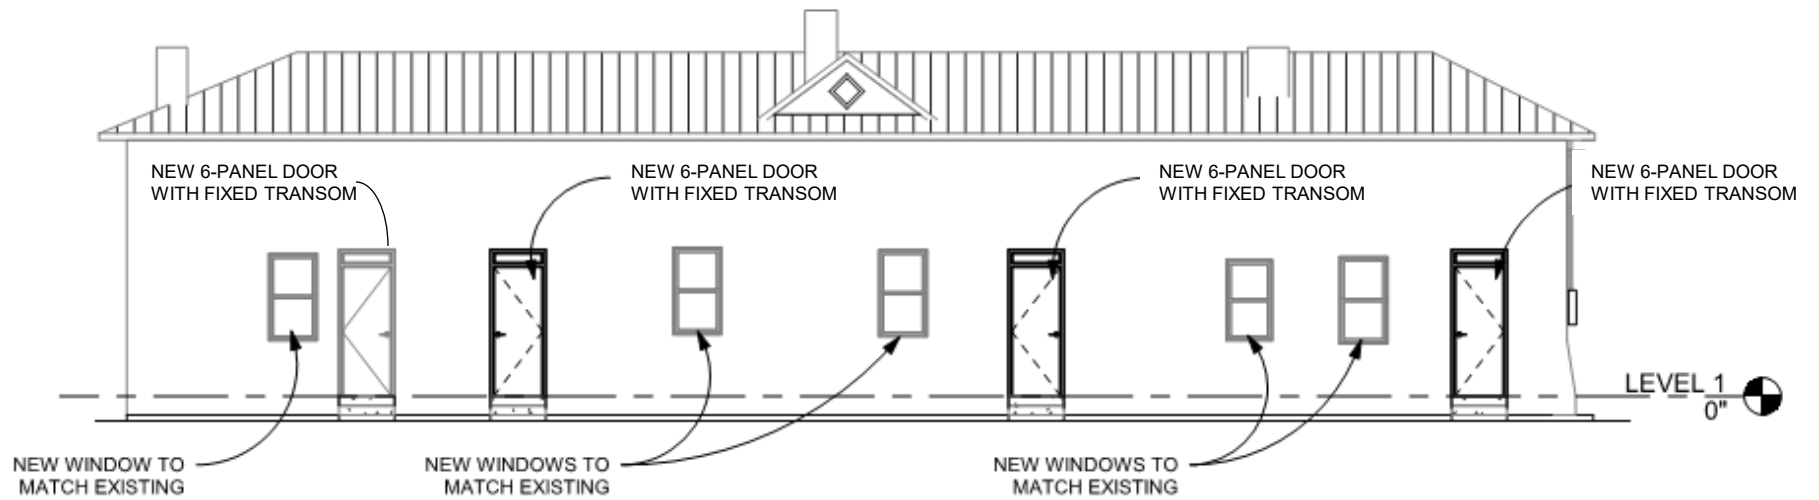 NEW 6-PANEL DOOR
WITH FIXED TRANSOM
NEW 6-PANEL DOOR
WITH FIXED TRANSOM
NEW 6-PANEL DOOR
WITH FIXED TRANSOM
NEW 6-PANEL DOOR
WITH FIXED TRANSOM
LEVEL 1
0"
NEW WINDOW TO
MATCH EXISTING
NEW WINDOWS TO
MATCH EXISTING
NEW WINDOWS TO
MATCH EXISTING